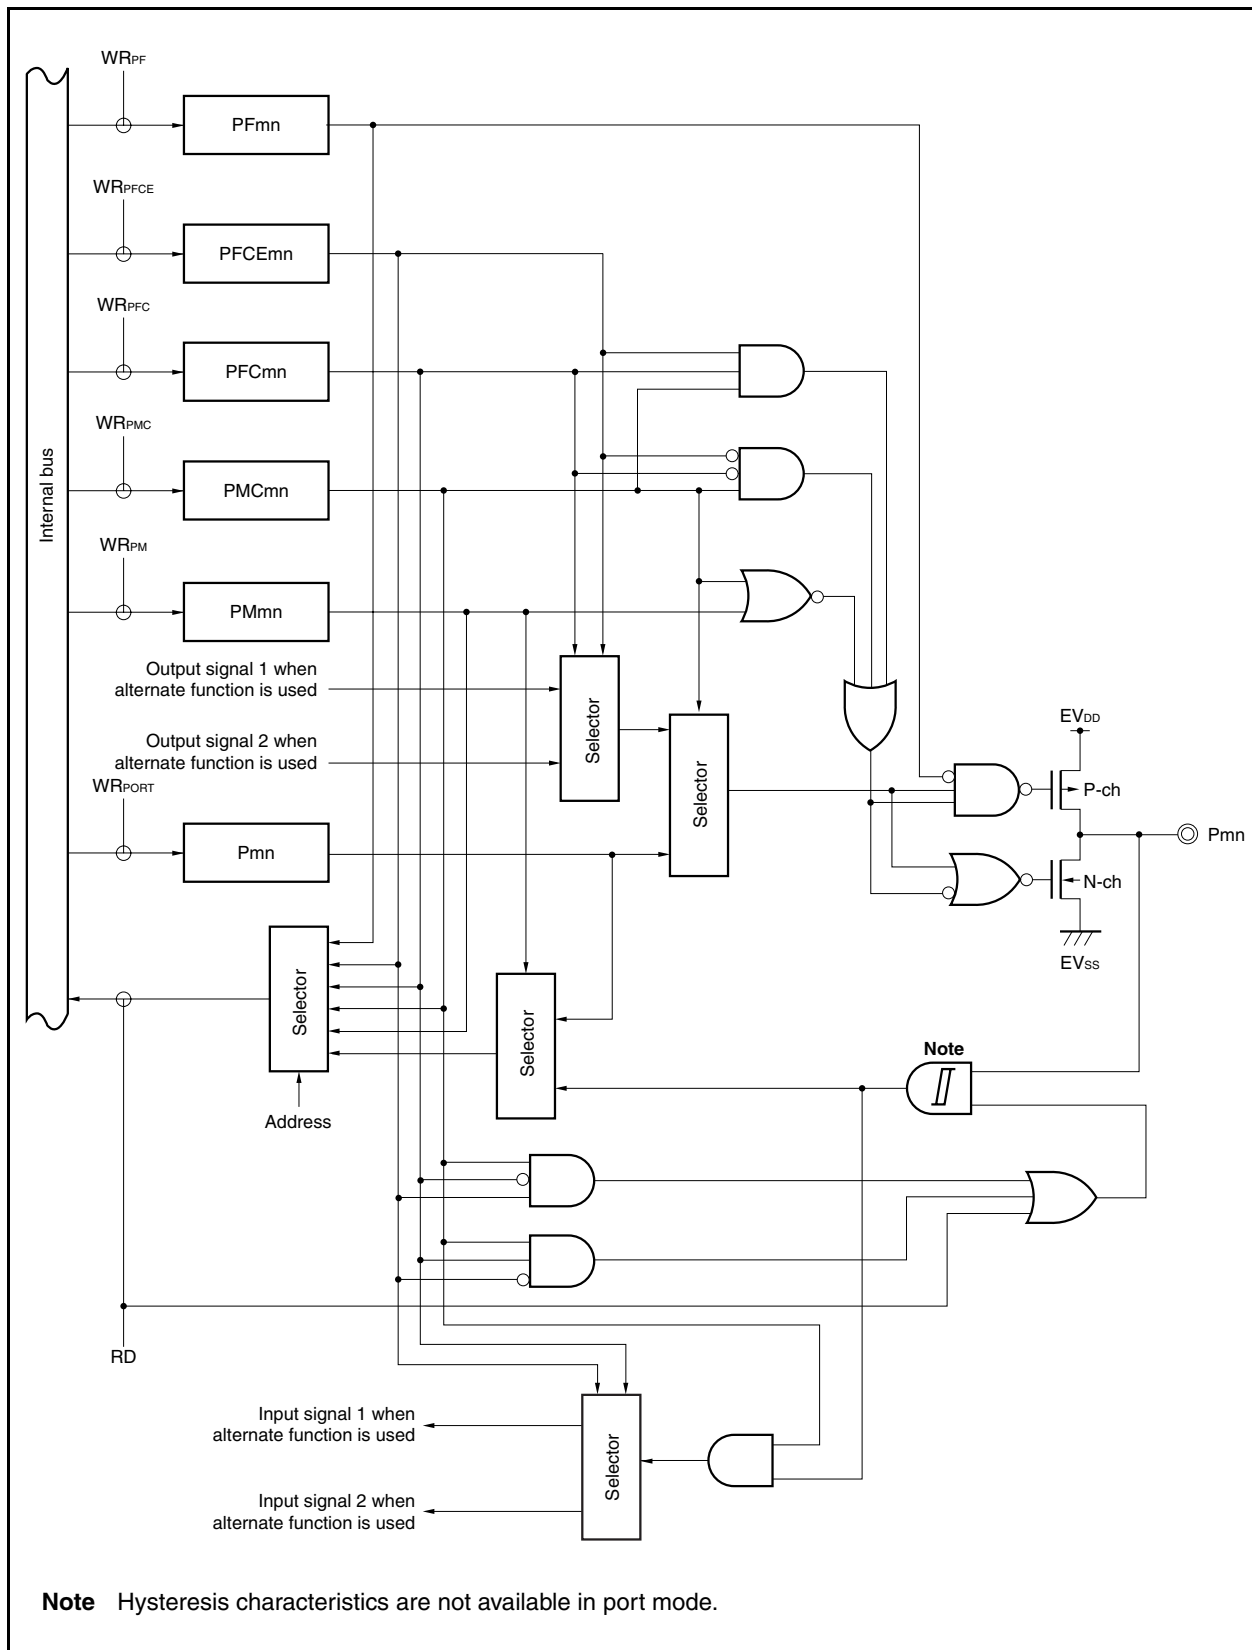 WRPF
PFmn
WRPFCE
PFCEmn
WRPFC
PFCmn
WRPMC
PMCmn
Internal bus
WRPM
PMmn
Output signal 1 when
alternate function is used
Output signal 2 when
alternate function is used
Selector
Selector
WRPORT
Pmn
EVDD
P-ch
Pmn
N-ch
EVSS
Selector
Selector
Note
Address
RD
Input signal 1 when
alternate function is used
Input signal 2 when
alternate function is used
Selector
Note Hysteresis characteristics are not available in port mode.